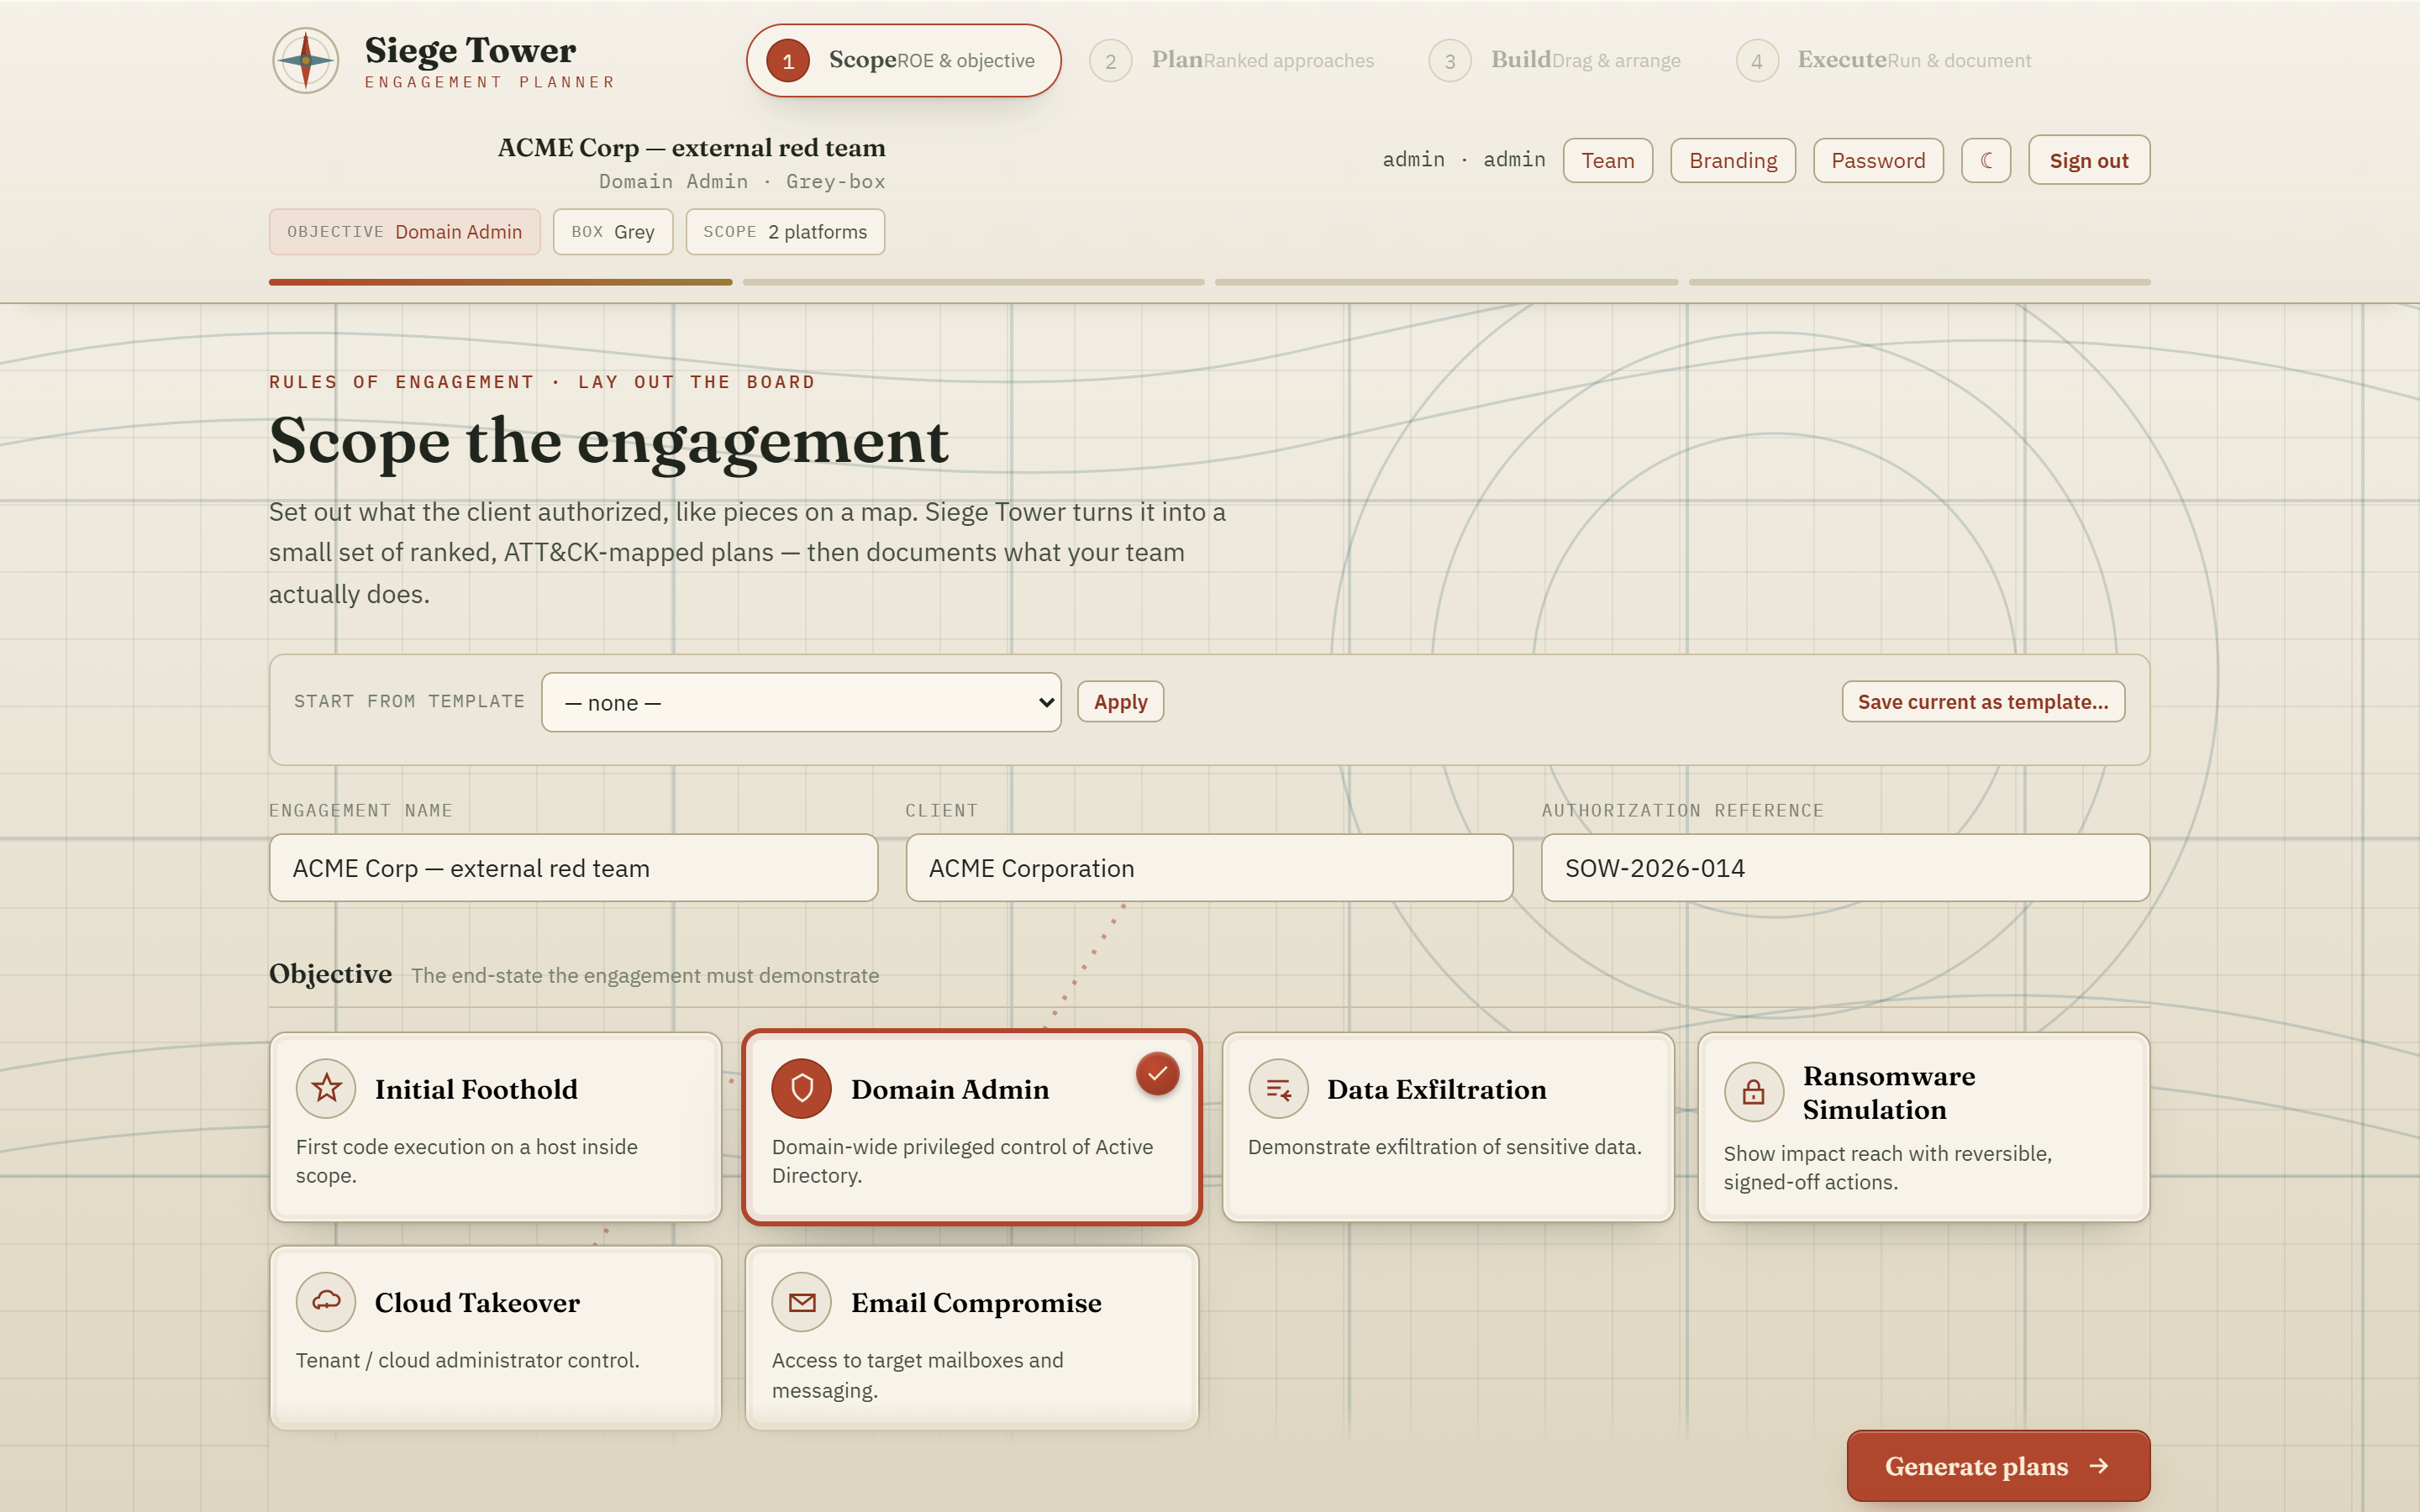 Siege Tower
ENGAGEMENT PLANNER
1 Scope ROE & objective
2 Plan Ranked approaches
3 Build Drag & arrange
4 Execute Run & document
ACME Corp — external red team
Domain Admin · Grey-box
admin · admin
Team
Branding
Password
Sign out
OBJECTIVE Domain Admin
BOX Grey
SCOPE 2 platforms
RULES OF ENGAGEMENT · LAY OUT THE BOARD
Scope the engagement
Set out what the client authorized, like pieces on a map. Siege Tower turns it into a
small set of ranked, ATT&CK-mapped plans — then documents what your team
actually does.
START FROM TEMPLATE
— none —
Apply
Save current as template...
ENGAGEMENT NAME
ACME Corp — external red team
CLIENT
ACME Corporation
AUTHORIZATION REFERENCE
SOW-2026-014
Objective The end-state the engagement must demonstrate
Initial Foothold
First code execution on a host inside
scope.
Domain Admin
Domain-wide privileged control of Active
Directory.
Data Exfiltration
Demonstrate exfiltration of sensitive data.
Ransomware
Simulation
Show impact reach with reversible,
signed-off actions.
Cloud Takeover
Tenant / cloud administrator control.
Email Compromise
Access to target mailboxes and
messaging.
Generate plans →